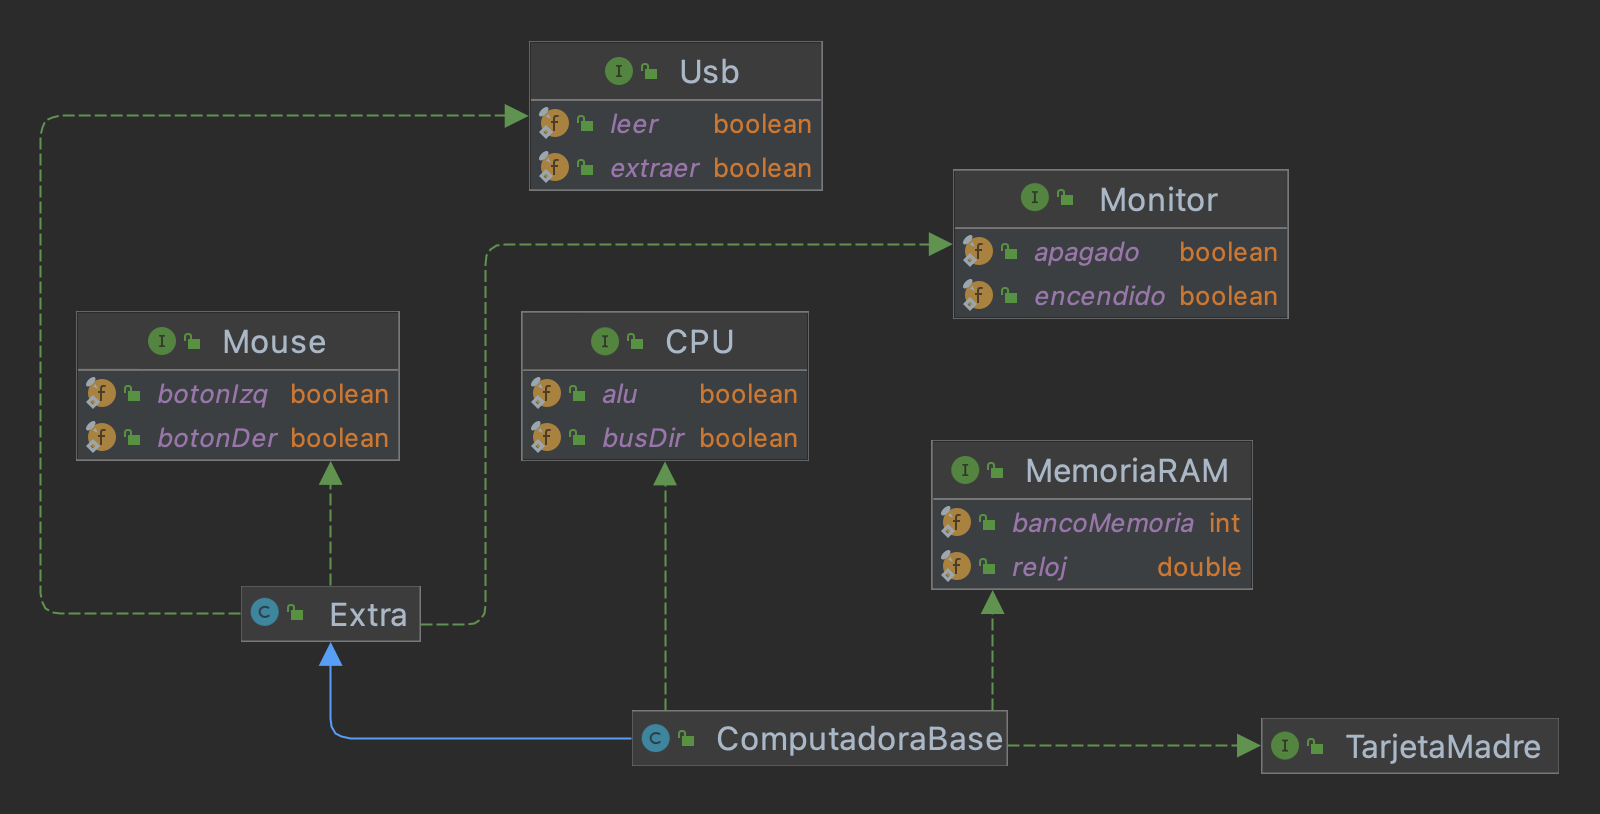 Usb
leer boolean
extraer boolean
Monitor
apagado boolean
encendido boolean
Mouse
botonIzq boolean
botonDer boolean
CPU
alu boolean
busDir boolean
MemoriaRAM
bancoMemoria int
reloj double
Extra
ComputadoraBase
TarjetaMadre